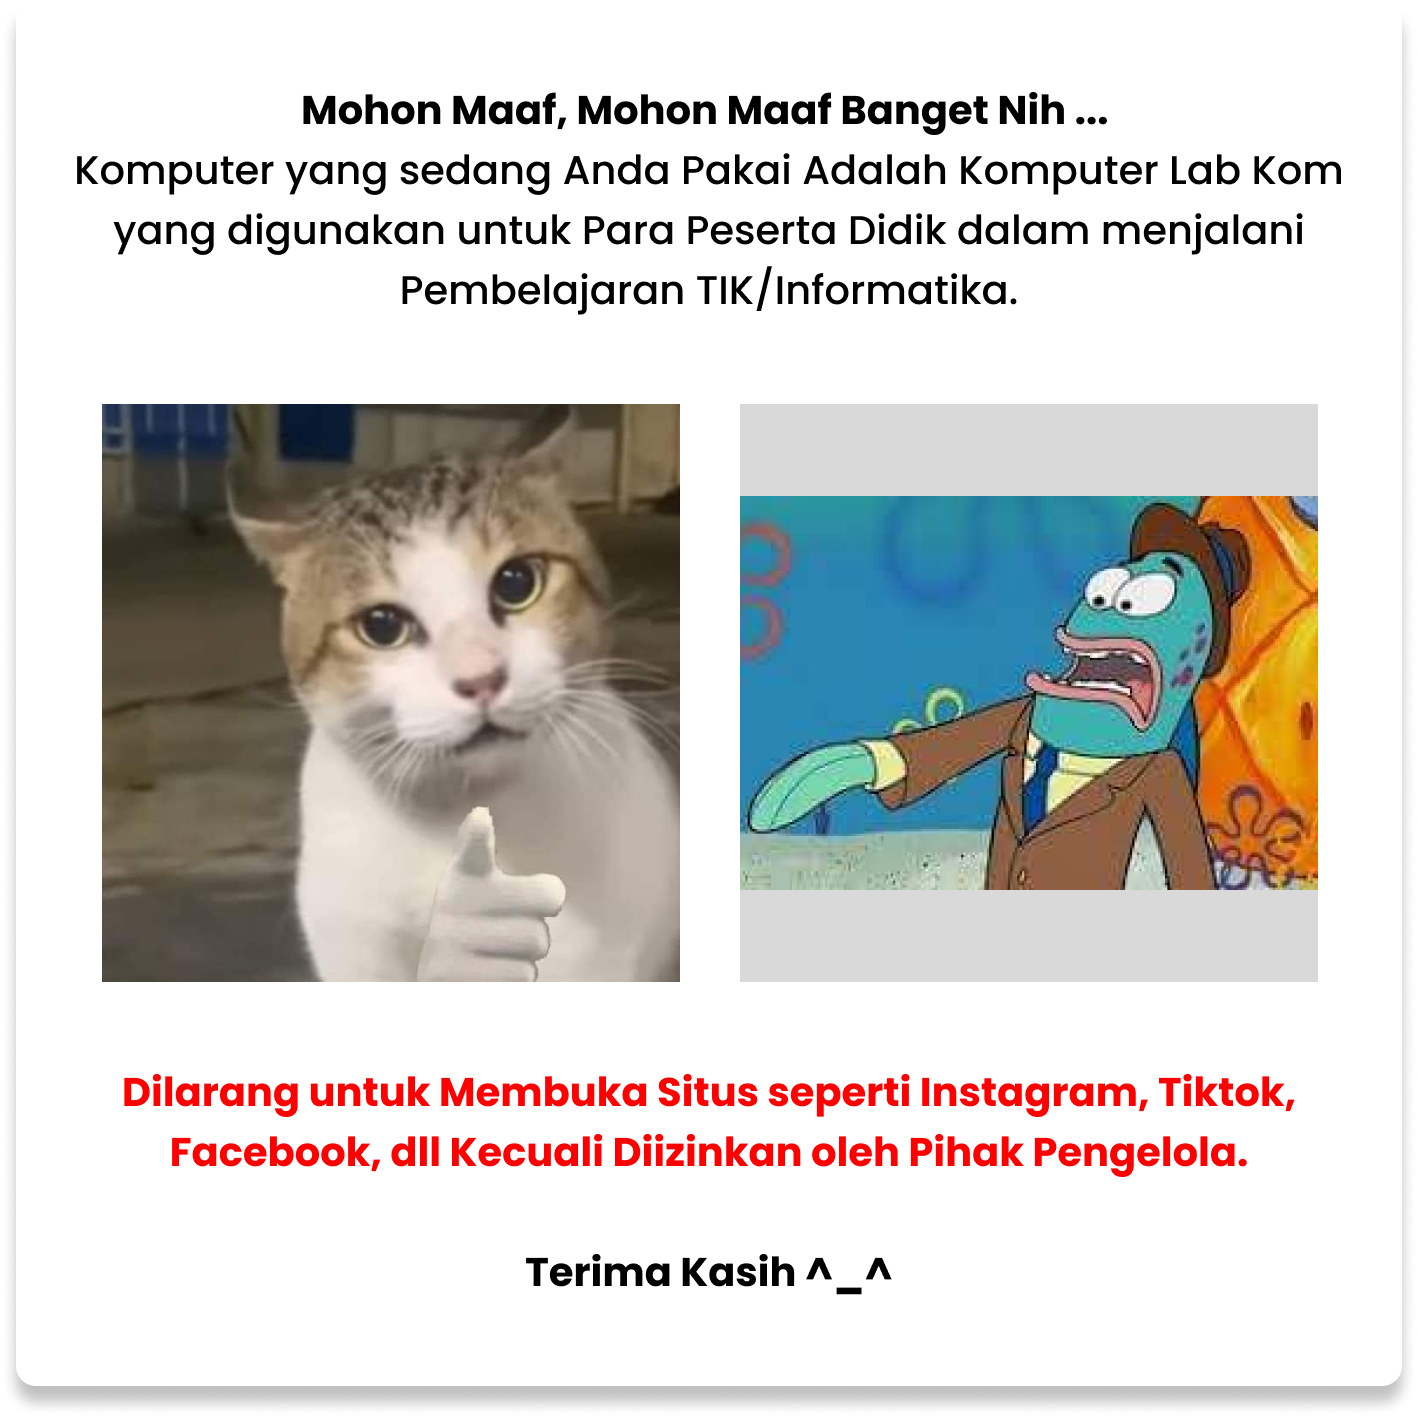 Mohon Maaf, Mohon Maaf Banget Nih ...
Komputer yang sedang Anda Pakai Adalah Komputer Lab Kom
yang digunakan untuk Para Peserta Didik dalam menjalani
Pembelajaran TIK/Informatika.
Dilarang untuk Membuka Situs seperti Instagram, Tiktok,
Facebook, dll Kecuali Diizinkan oleh Pihak Pengelola.
Terima Kasih ^_^